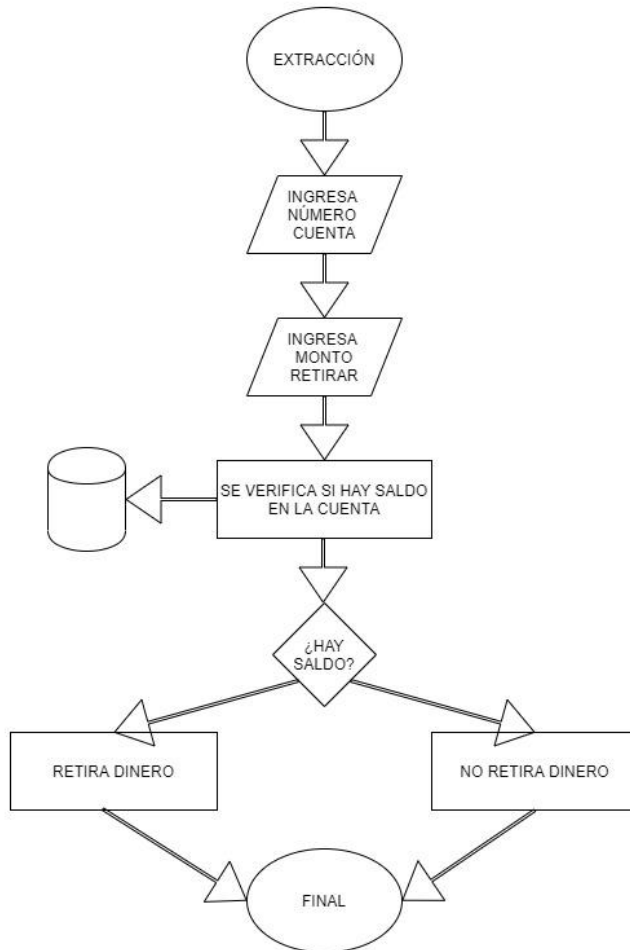 EXTRACCIÓN
INGRESA
NÚMERO
CUENTA
INGRESA
MONTO
RETIRAR
SE VERIFICA SI HAY SALDO
EN LA CUENTA
¿HAY
SALDO?
RETIRA DINERO
NO RETIRA DINERO
FINAL